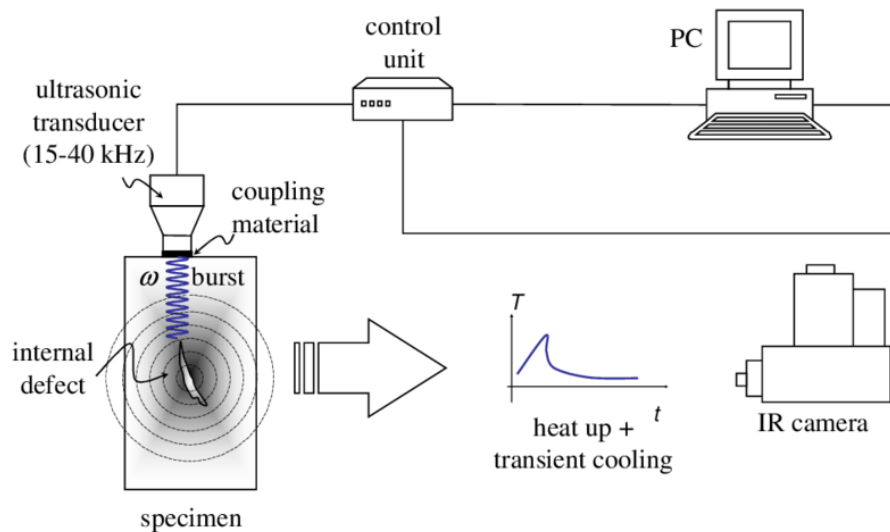 control
unit
PC
ultrasonic
transducer
(15-40 kHz)
coupling
material
ω burst
internal
defect
T
t
heat up +
transient cooling
IR camera
specimen